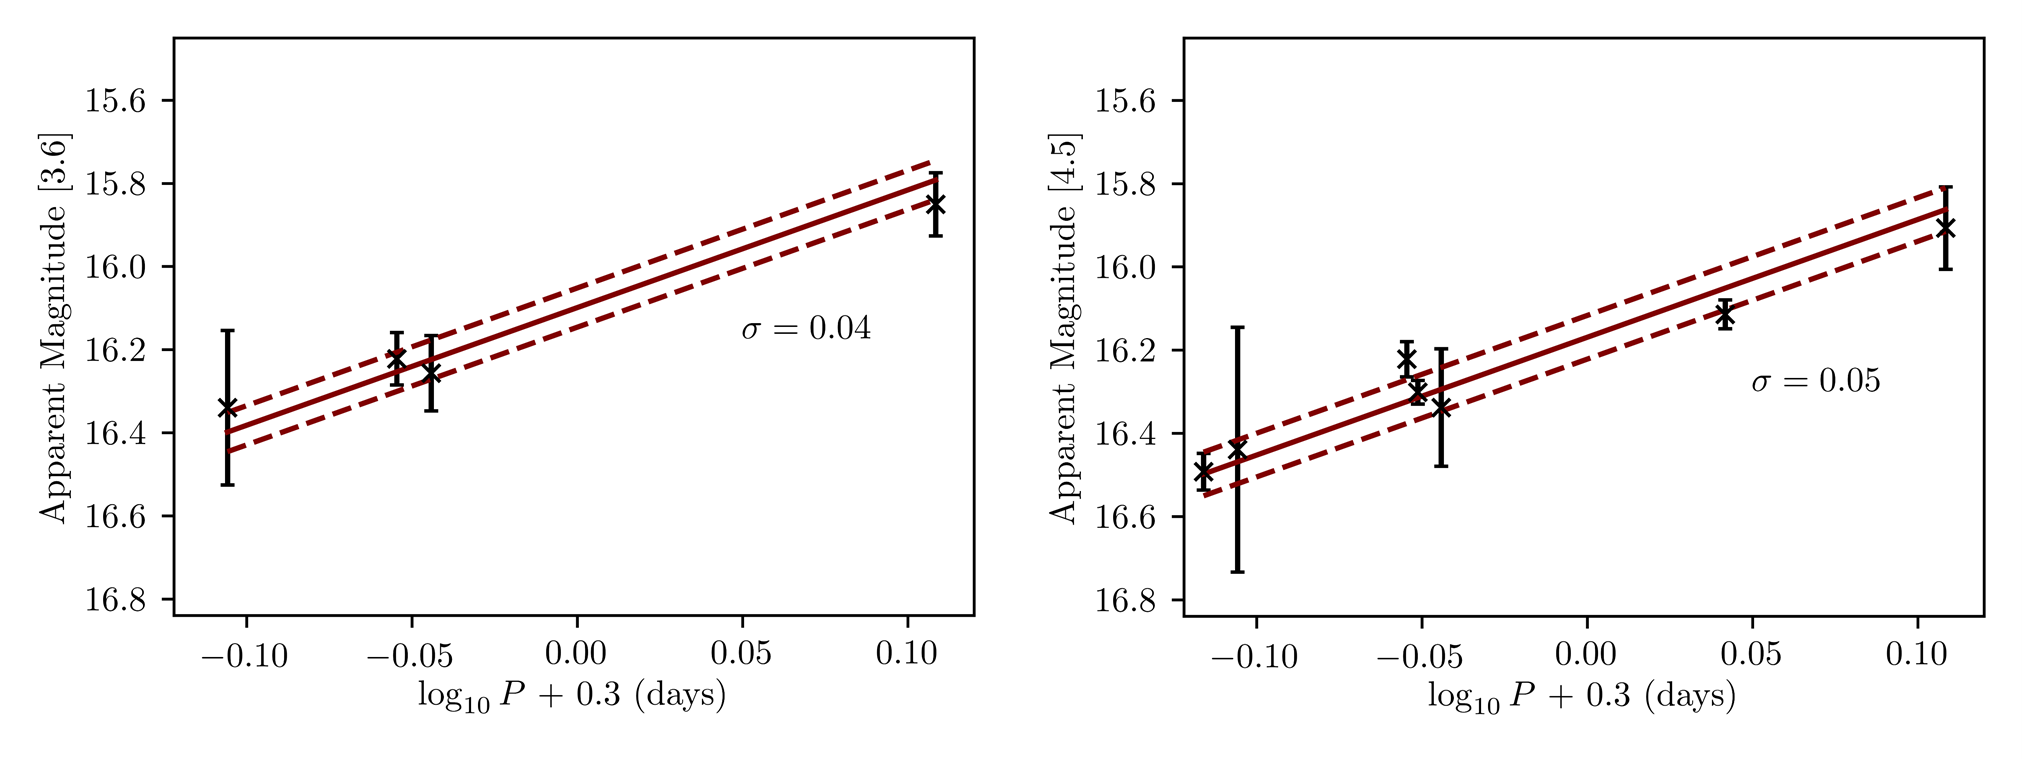 Apparent Magnitude [3.6]
15.6
15.8
16.0
16.2
16.4
16.6
16.8
σ = 0.04
−0.10 −0.05 0.00 0.05 0.10
log₁₀ P + 0.3 (days)
Apparent Magnitude [4.5]
15.6
15.8
16.0
16.2
16.4
16.6
16.8
σ = 0.05
−0.10 −0.05 0.00 0.05 0.10
log₁₀ P + 0.3 (days)